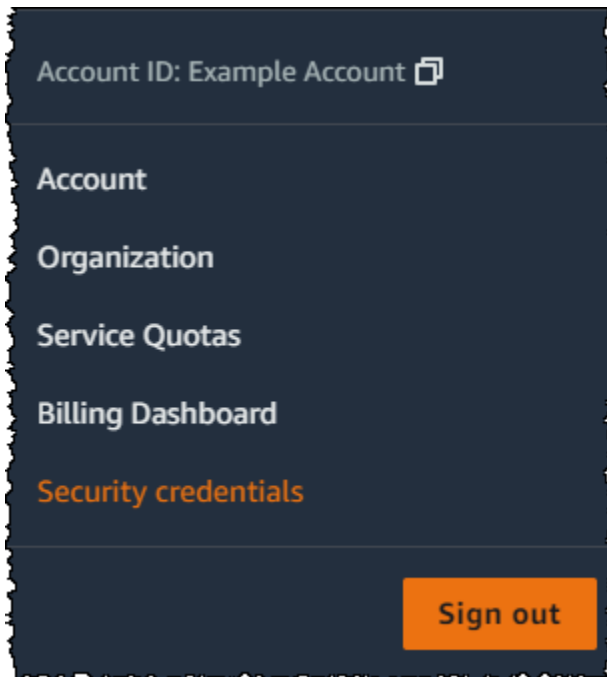 Account ID: Example Account
Account
Organization
Service Quotas
Billing Dashboard
Security credentials
Sign out